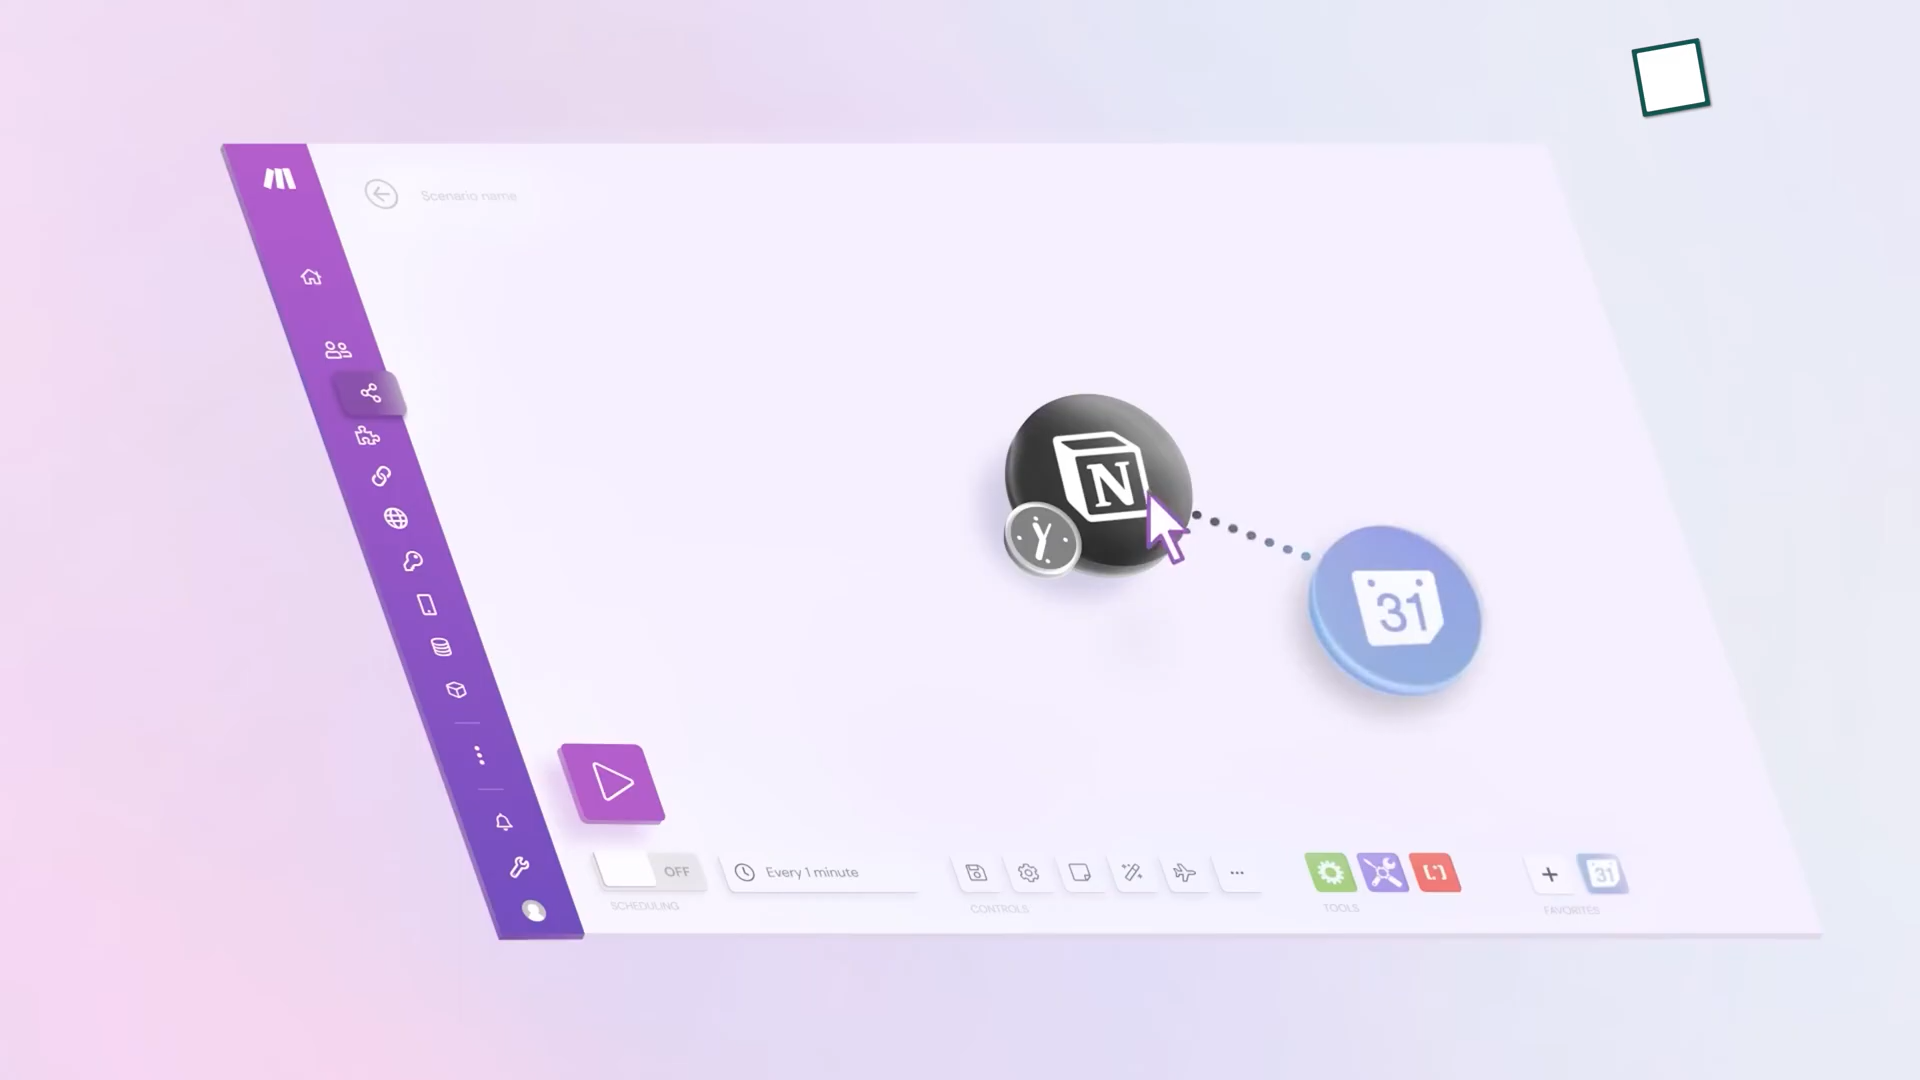 Scenario name
N
31
OFF
Every 1 minute
31
SCHEDULING
CONTROLS
TOOLS
FAVORITES